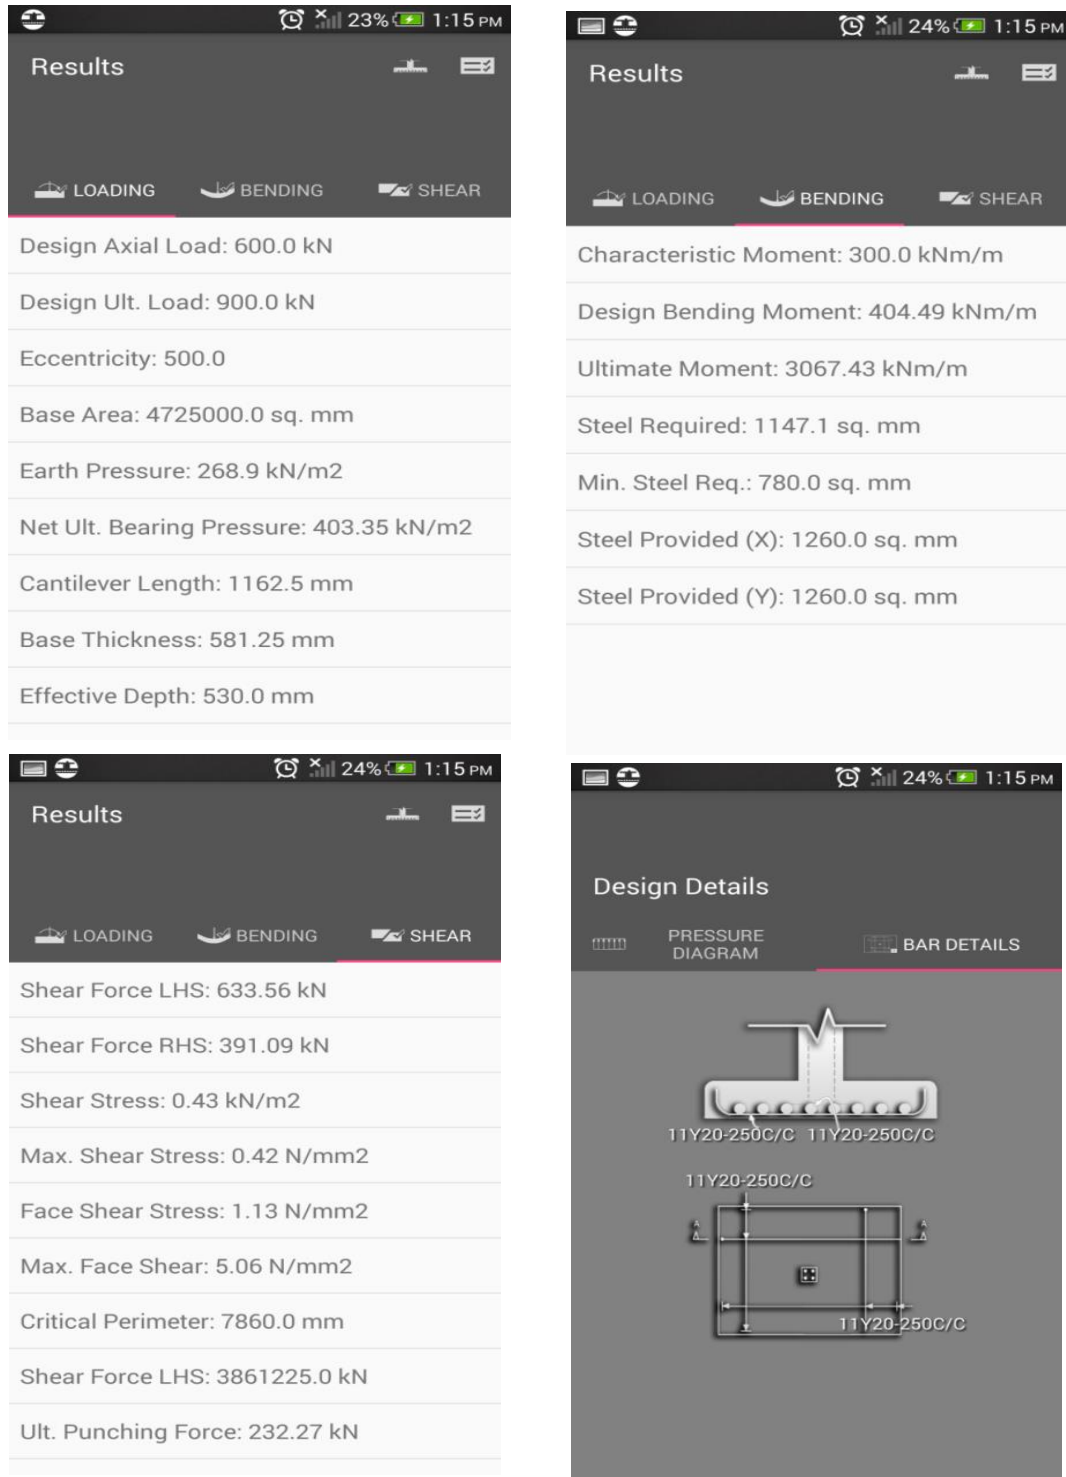 23% 1:15 PM
Results
LOADING BENDING SHEAR
Design Axial Load: 600.0 kN
Design Ult. Load: 900.0 kN
Eccentricity: 500.0
Base Area: 4725000.0 sq. mm
Earth Pressure: 268.9 kN/m2
Net Ult. Bearing Pressure: 403.35 kN/m2
Cantilever Length: 1162.5 mm
Base Thickness: 581.25 mm
Effective Depth: 530.0 mm
24% 1:15 PM
Results
LOADING BENDING SHEAR
Characteristic Moment: 300.0 kNm/m
Design Bending Moment: 404.49 kNm/m
Ultimate Moment: 3067.43 kNm/m
Steel Required: 1147.1 sq. mm
Min. Steel Req.: 780.0 sq. mm
Steel Provided (X): 1260.0 sq. mm
Steel Provided (Y): 1260.0 sq. mm
24% 1:15 PM
Results
LOADING BENDING SHEAR
Shear Force LHS: 633.56 kN
Shear Force RHS: 391.09 kN
Shear Stress: 0.43 kN/m2
Max. Shear Stress: 0.42 N/mm2
Face Shear Stress: 1.13 N/mm2
Max. Face Shear: 5.06 N/mm2
Critical Perimeter: 7860.0 mm
Shear Force LHS: 3861225.0 kN
Ult. Punching Force: 232.27 kN
24% 1:15 PM
Design Details
PRESSURE
DIAGRAM
BAR DETAILS
11Y20-250C/C 11Y20-250C/C
11Y20-250C/C
A A
11Y20-250C/C